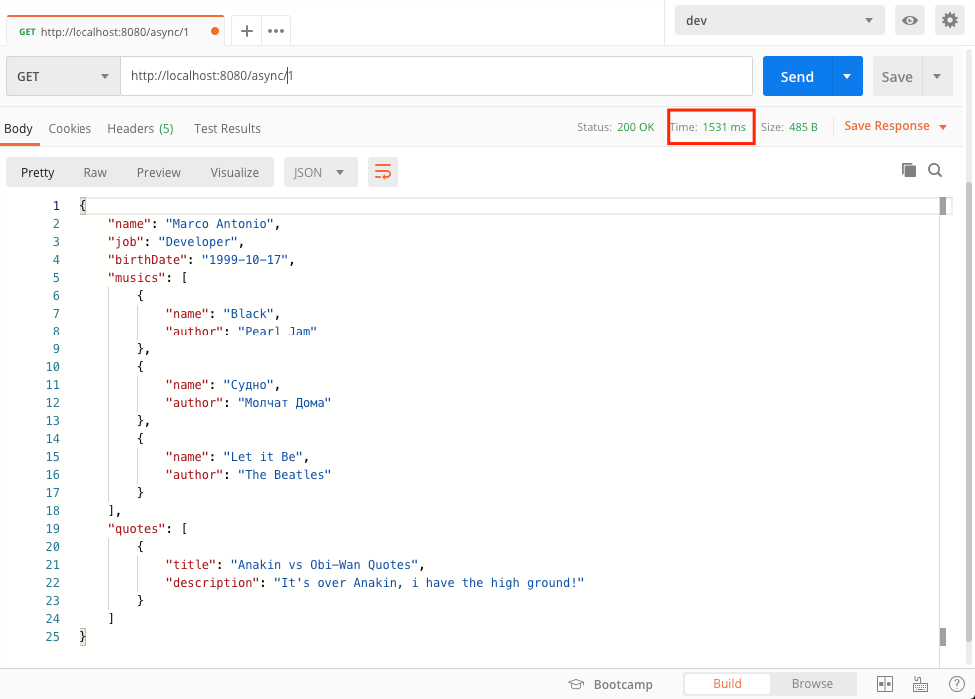 GET http://localhost:8080/async/1
dev
GET http://localhost:8080/async/1 Send Save
Body Cookies Headers (5) Test Results Status: 200 OK Time: 1531 ms Size: 485 B Save Response
Pretty Raw Preview Visualize JSON
1 {
2 "name": "Marco Antonio",
3 "job": "Developer",
4 "birthDate": "1999-10-17",
5 "musics": [
6 {
7 "name": "Black",
8 "author": "Pearl Jam"
9 },
10 {
11 "name": "Судно",
12 "author": "Молчат Дома"
13 },
14 {
15 "name": "Let it Be",
16 "author": "The Beatles"
17 }
18 ],
19 "quotes": [
20 {
21 "title": "Anakin vs Obi-Wan Quotes",
22 "description": "It's over Anakin, i have the high ground!"
23 }
24 ]
25 }
Bootcamp Build Browse